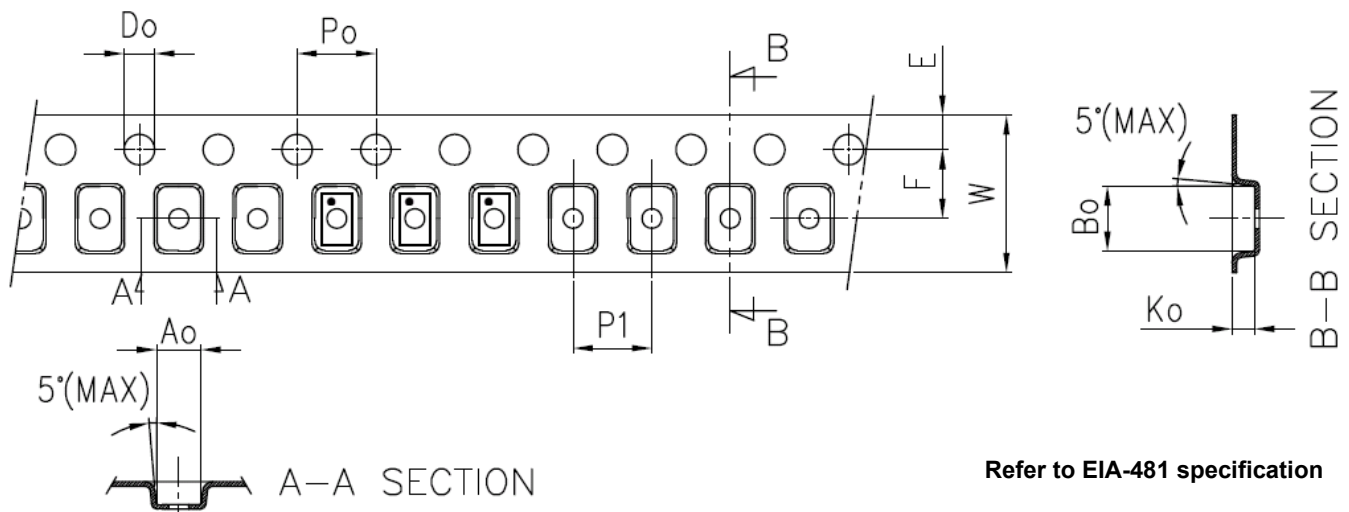 Do
Po
B
E
F
W
A
A
P1
B
Ao
5°(MAX)
A–A SECTION
5°(MAX)
Bo
Ko
B–B SECTION
Refer to EIA-481 specification